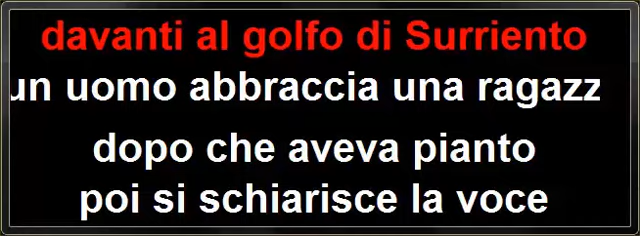 davanti al golfo di Surriento
un uomo abbraccia una ragazz
dopo che aveva pianto
poi si schiarisce la voce